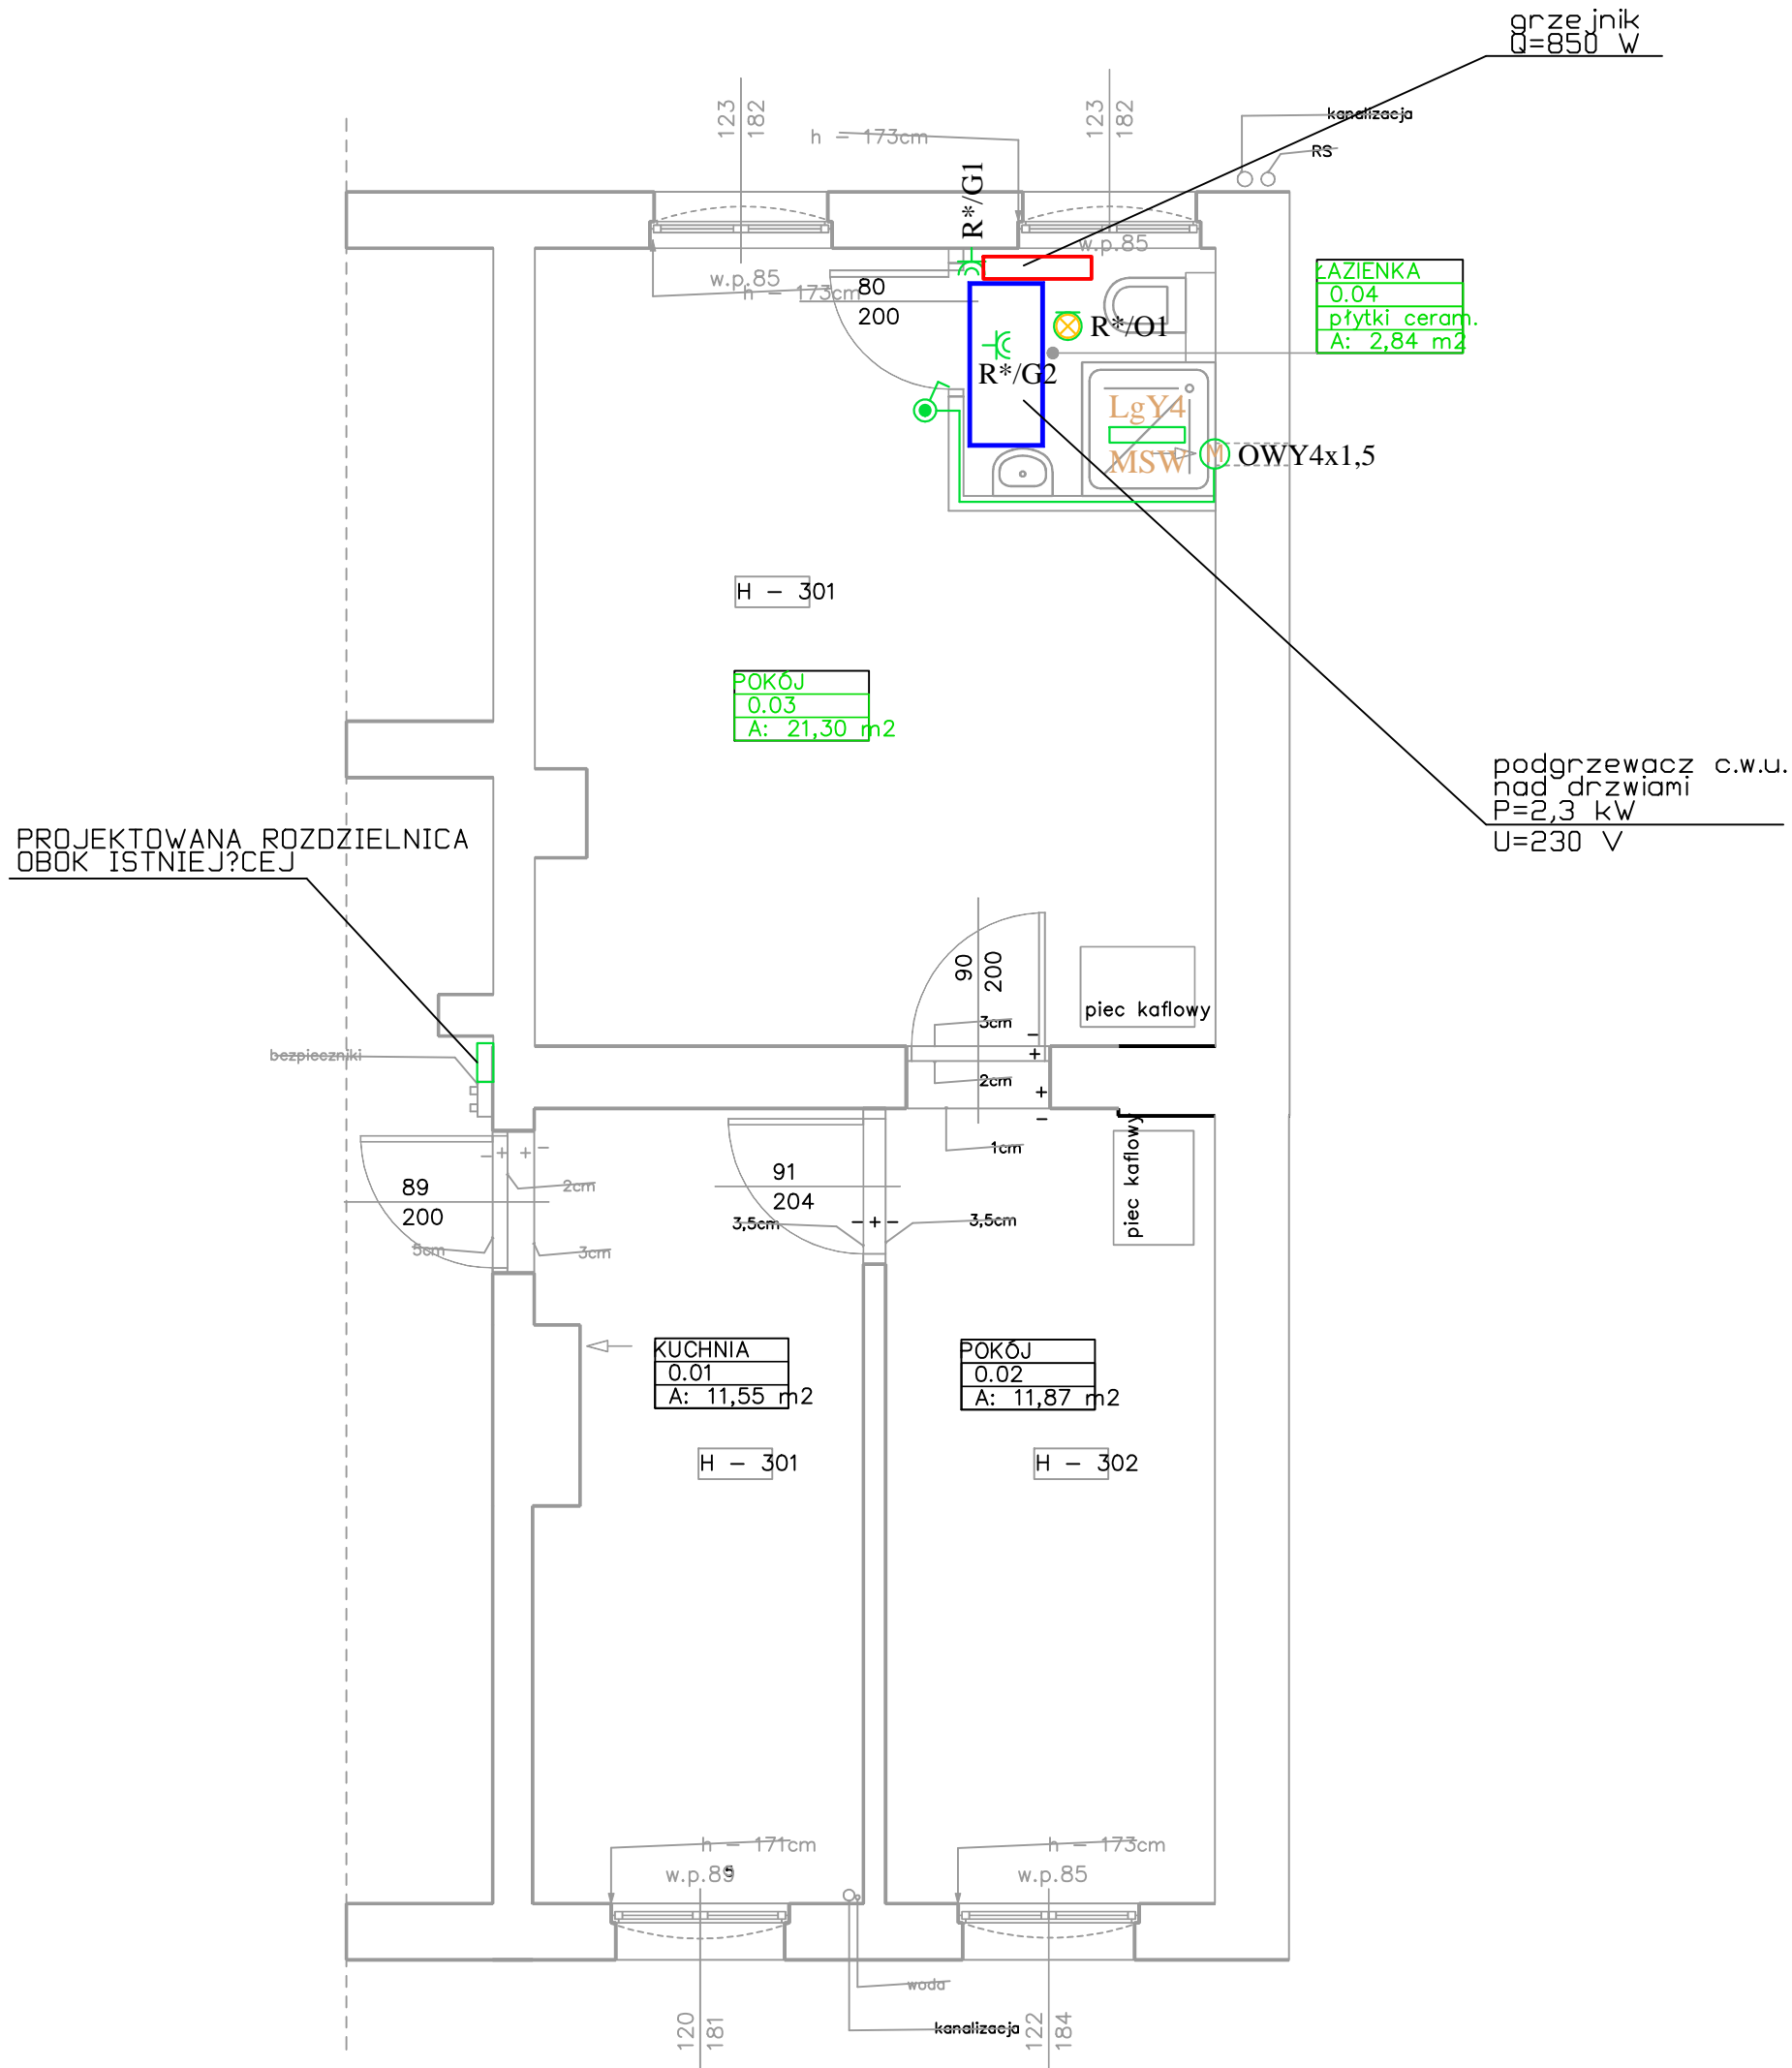 grzejnik
Q=850 W
123
182
h - 173cm
123
182
kanalizacja
RS
R*/G1
w.p.85
w.p.85
h - 173cm
80
200
ŁAZIENKA
0.04
płytki ceram.
A: 2,84 m2
R*/O1
R*/G2
LgY4
MSW
M
OWY4x1,5
H - 301
POKÓJ
0.03
A: 21,30 m2
podgrzewacz c.w.u.
nad drzwiami
P=2,3 kW
U=230 V
PROJEKTOWANA ROZDZIELNICA
OBOK ISTNIEJ?CEJ
90
200
piec kaflowy
3cm
-
+
bezpieczniki
2cm
+
-
1cm
piec kaflowy
- + + -
89
200
2cm
91
204
3,5cm
- + -
3,5cm
5cm
3cm
KUCHNIA
0.01
A: 11,55 m2
POKÓJ
0.02
A: 11,87 m2
H - 301
H - 302
h - 171cm
w.p.89
h - 173cm
w.p.85
woda
kanalizacja
120
181
122
184